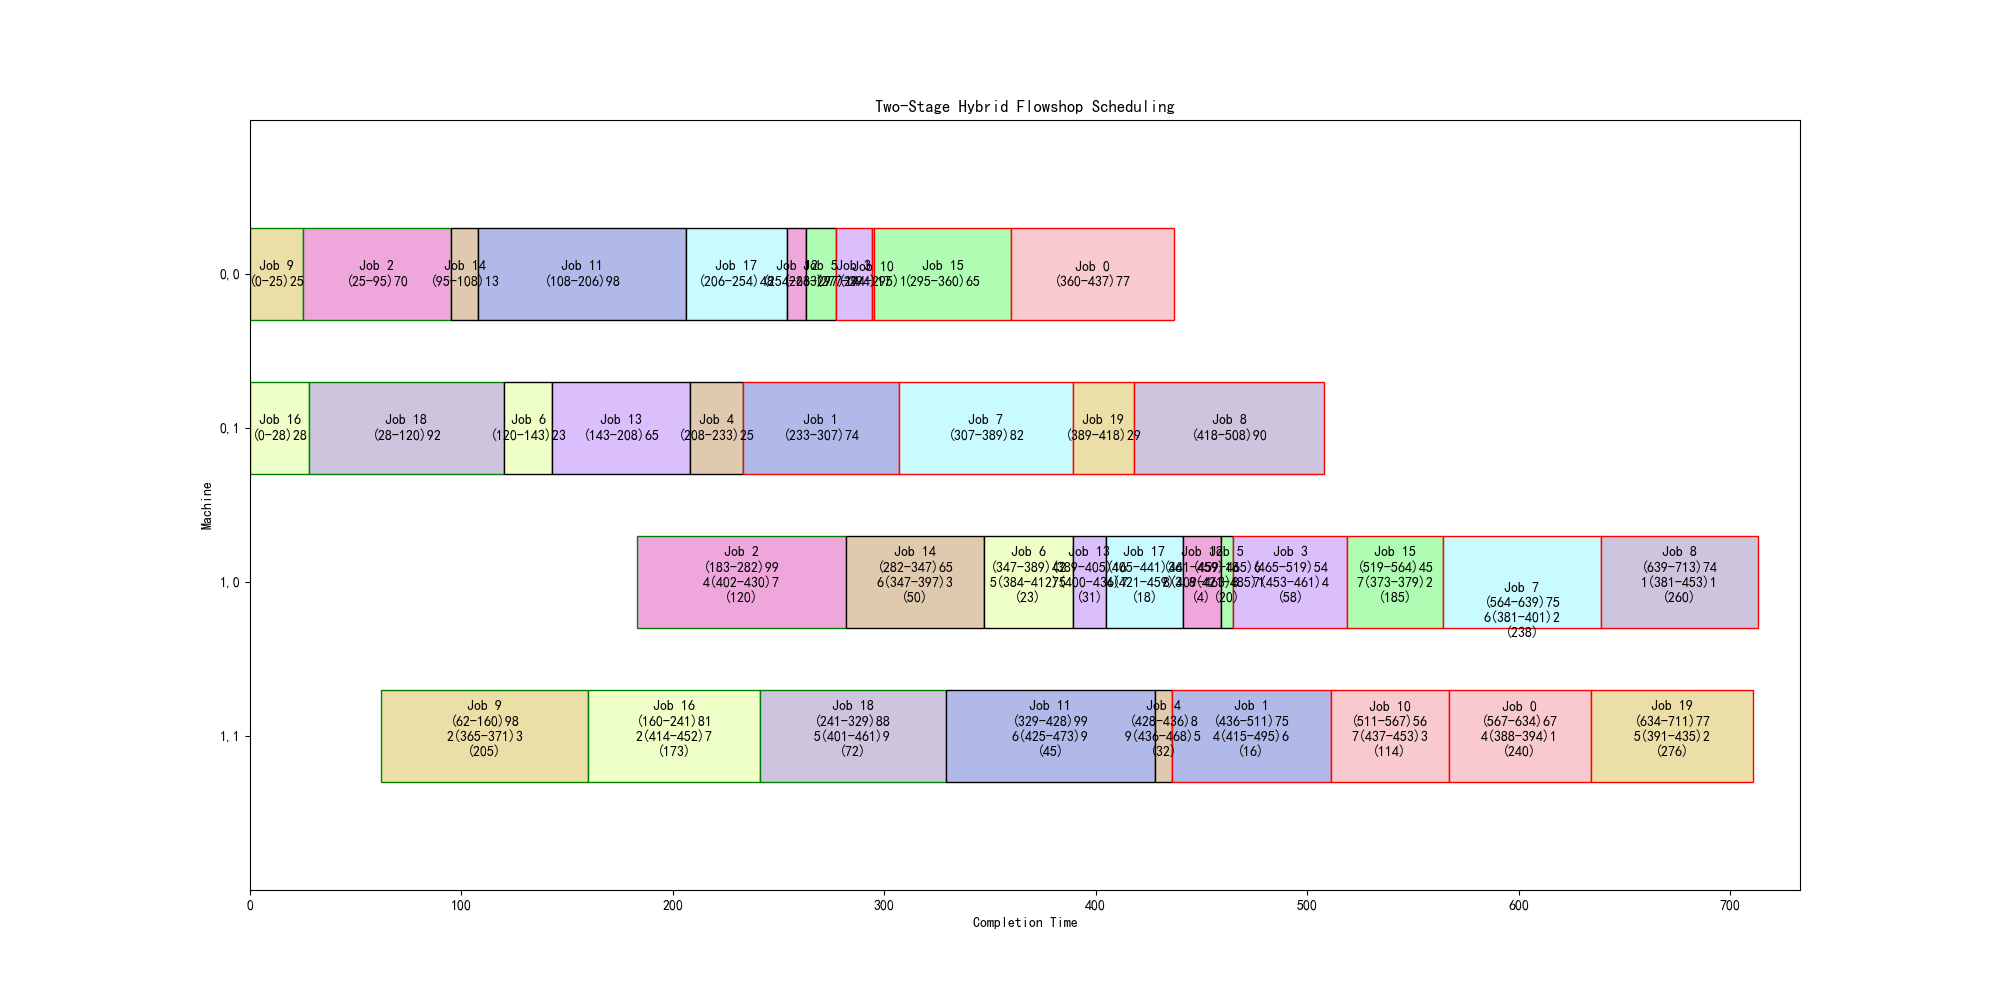 Two-Stage Hybrid Flowshop Scheduling
0,0
Job 9
(0-25)25
Job 2
(25-95)70
Job 14
(95-108)13
Job 11
(108-206)98
Job 17
(206-254)48
Job 12
Job 5
Job 3
Job 10
Job 15
(295-360)65
Job 0
(360-437)77
0,1
Job 16
(0-28)28
Job 18
(28-120)92
Job 6
(120-143)23
Job 13
(143-208)65
Job 4
(208-233)25
Job 1
(233-307)74
Job 7
(307-389)82
Job 19
(389-418)29
Job 8
(418-508)90
Machine
1,0
Job 2
(183-282)99
4(402-430)7
(120)
Job 14
(282-347)65
6(347-397)3
(50)
Job 6
(347-389)42
5(384-412)5
(23)
Job 13
(389-405)16
(31)
Job 17
(405-441)36
(18)
Job 12
(4)
Job 5
(20)
Job 3
(465-519)54
7(453-461)4
(58)
Job 15
(519-564)45
7(373-379)2
(185)
Job 7
(564-639)75
6(381-401)2
(238)
Job 8
(639-713)74
1(381-453)1
(260)
1,1
Job 9
(62-160)98
2(365-371)3
(205)
Job 16
(160-241)81
2(414-452)7
(173)
Job 18
(241-329)88
5(401-461)9
(72)
Job 11
(329-428)99
6(425-473)9
(45)
Job 4
(428-436)8
9(436-468)5
(32)
Job 1
(436-511)75
4(415-495)6
(16)
Job 10
(511-567)56
7(437-453)3
(114)
Job 0
(567-634)67
4(388-394)1
(240)
Job 19
(634-711)77
5(391-435)2
(276)
0
100
200
300
400
500
600
700
Completion Time